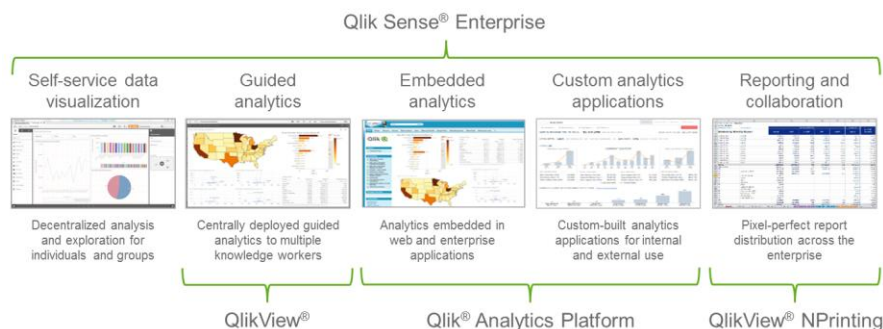 Qlik Sense® Enterprise
Self-service data
visualization
Guided
analytics
Embedded
analytics
Custom analytics
applications
Reporting and
collaboration
Qlik
Decentralized analysis
and exploration for
individuals and groups
Centrally deployed guided
analytics to multiple
knowledge workers
Analytics embedded in
web and enterprise
applications
Custom-built analytics
applications for internal
and external use
Pixel-perfect report
distribution across the
enterprise
QlikView®
Qlik® Analytics Platform
QlikView® NPrinting